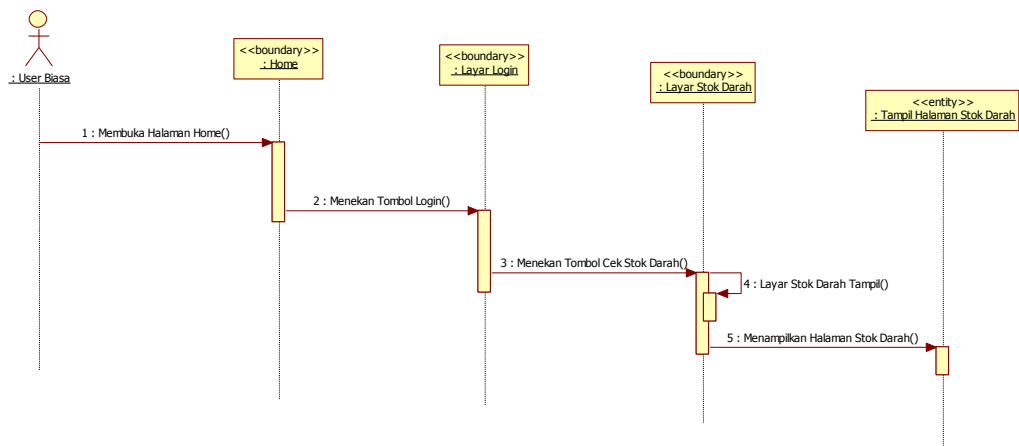 : User Biasa
<<boundary>>
: Home
<<boundary>>
: Layar Login
<<boundary>>
: Layar Stok Darah
<<entity>>
: Tampil Halaman Stok Darah
1 : Membuka Halaman Home()
2 : Menekan Tombol Login()
3 : Menekan Tombol Cek Stok Darah()
4 : Layar Stok Darah Tampil()
5 : Menampilkan Halaman Stok Darah()